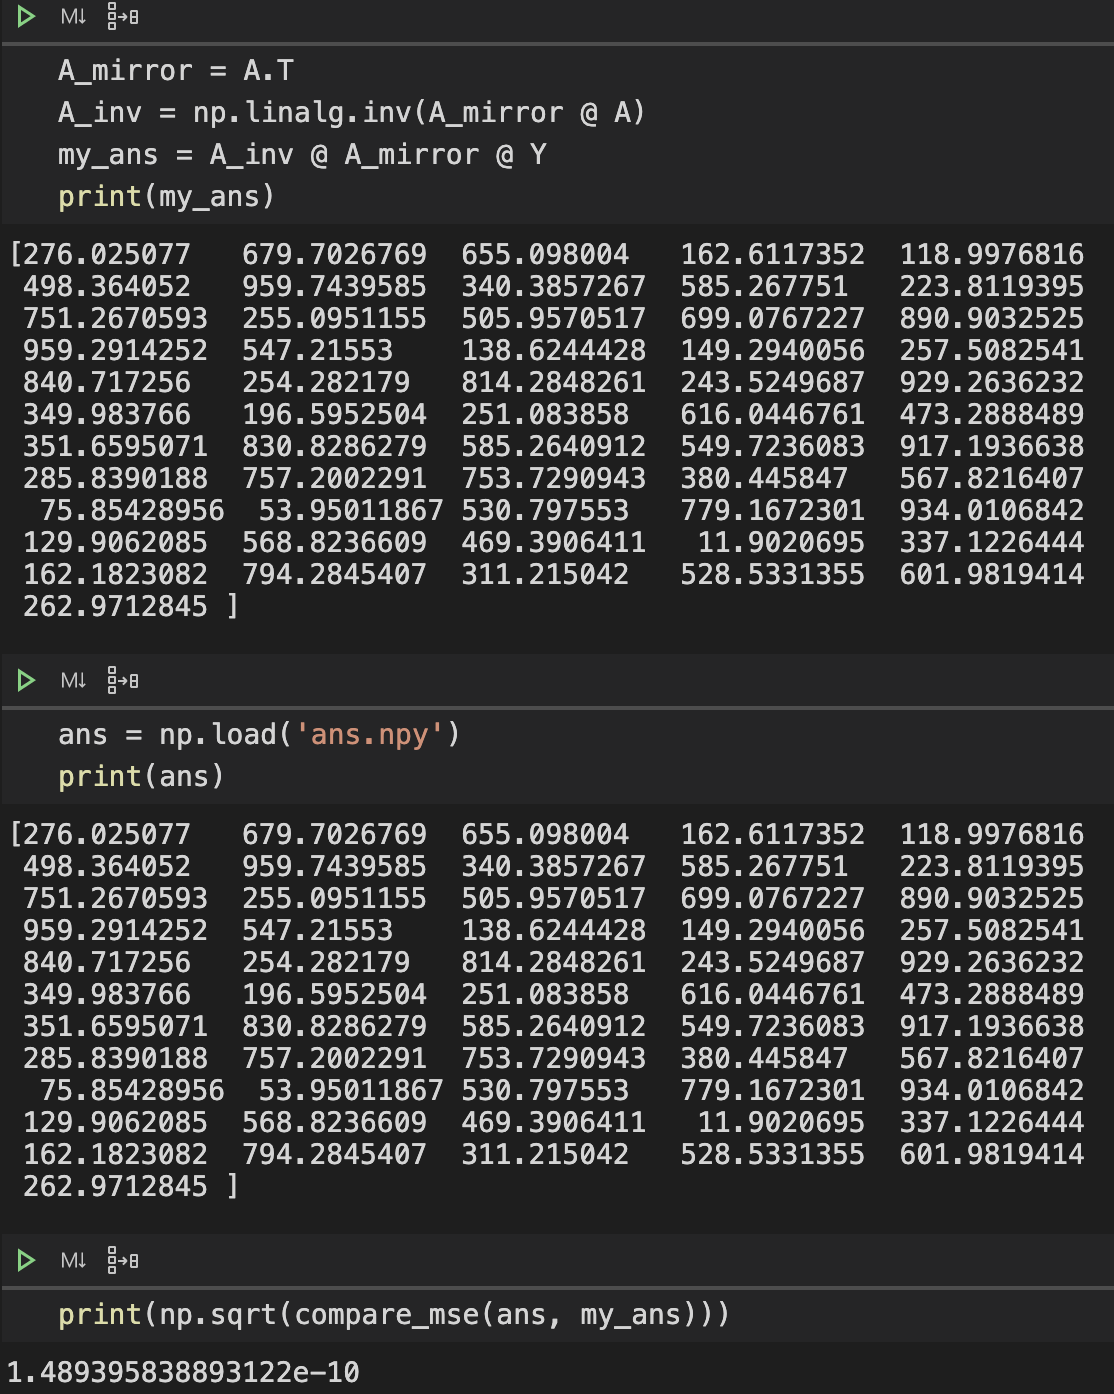 M↓
A_mirror = A.T
A_inv = np.linalg.inv(A_mirror @ A)
my_ans = A_inv @ A_mirror @ Y
print(my_ans)
[276.025077 679.7026769 655.098004 162.6117352 118.9976816
498.364052 959.7439585 340.3857267 585.267751 223.8119395
751.2670593 255.0951155 505.9570517 699.0767227 890.9032525
959.2914252 547.21553 138.6244428 149.2940056 257.5082541
840.717256 254.282179 814.2848261 243.5249687 929.2636232
349.983766 196.5952504 251.083858 616.0446761 473.2888489
351.6595071 830.8286279 585.2640912 549.7236083 917.1936638
285.8390188 757.2002291 753.7290943 380.445847 567.8216407
75.85428956 53.95011867 530.797553 779.1672301 934.0106842
129.9062085 568.8236609 469.3906411 11.9020695 337.1226444
162.1823082 794.2845407 311.215042 528.5331355 601.9819414
262.9712845 ]
M↓
ans = np.load('ans.npy')
print(ans)
[276.025077 679.7026769 655.098004 162.6117352 118.9976816
498.364052 959.7439585 340.3857267 585.267751 223.8119395
751.2670593 255.0951155 505.9570517 699.0767227 890.9032525
959.2914252 547.21553 138.6244428 149.2940056 257.5082541
840.717256 254.282179 814.2848261 243.5249687 929.2636232
349.983766 196.5952504 251.083858 616.0446761 473.2888489
351.6595071 830.8286279 585.2640912 549.7236083 917.1936638
285.8390188 757.2002291 753.7290943 380.445847 567.8216407
75.85428956 53.95011867 530.797553 779.1672301 934.0106842
129.9062085 568.8236609 469.3906411 11.9020695 337.1226444
162.1823082 794.2845407 311.215042 528.5331355 601.9819414
262.9712845 ]
M↓
print(np.sqrt(compare_mse(ans, my_ans)))
1.489395838893122e-10